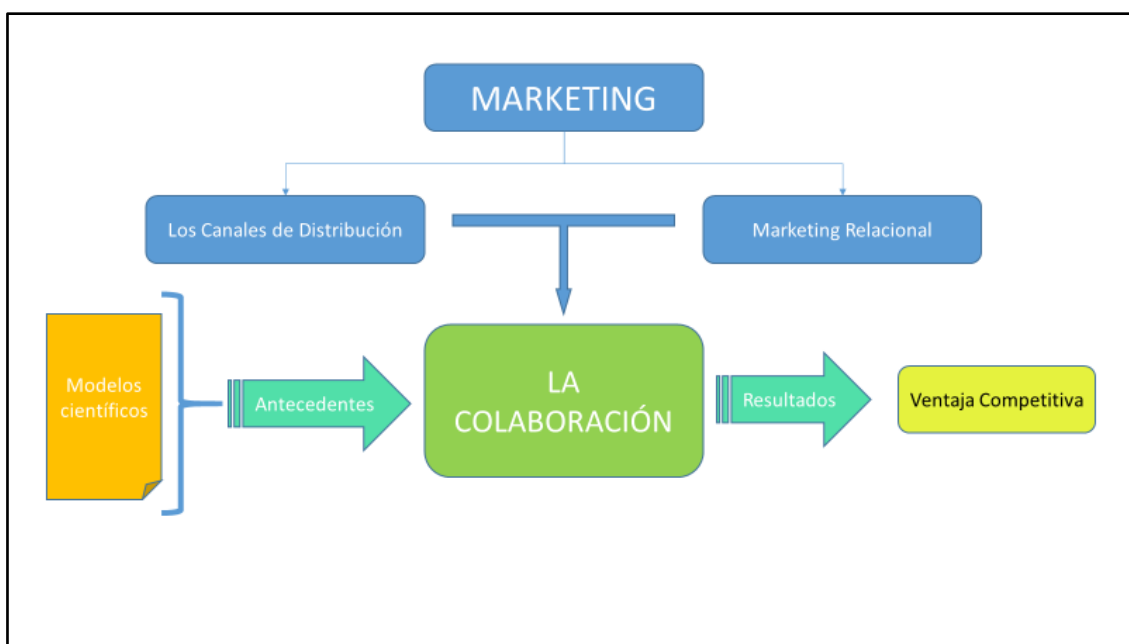 MARKETING
Los Canales de Distribución
Marketing Relacional
Modelos
científicos
Antecedentes
LA
COLABORACIÓN
Resultados
Ventaja Competitiva